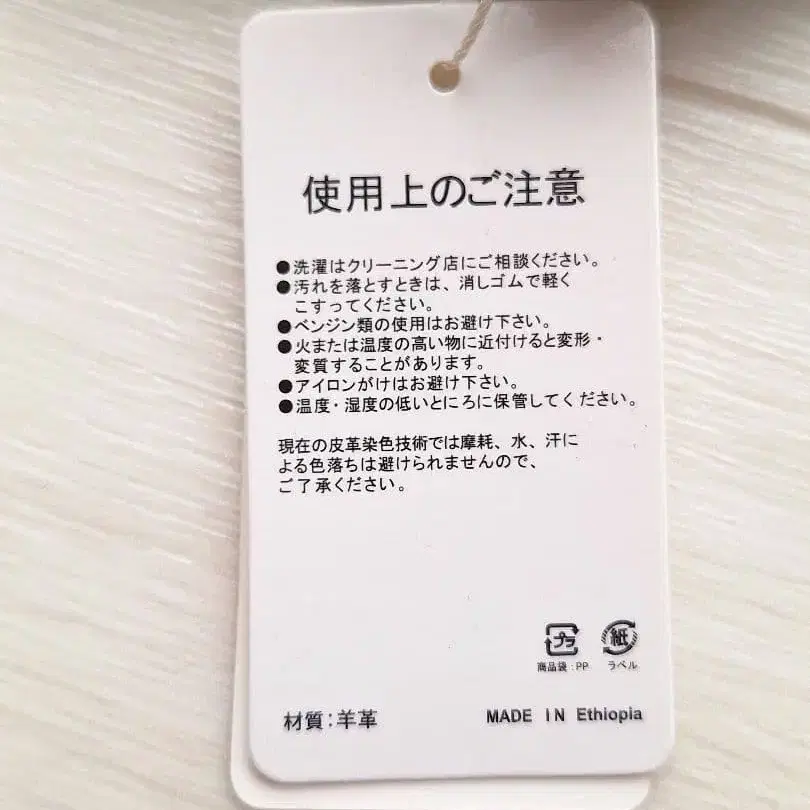 使用上のご注意
●洗濯はクリーニング店にご相談ください。
●汚れを落とすときは、消しゴムで軽く
こすってください。
●ベンジン類の使用はお避け下さい。
●火または温度の高い物に近付けると変形・
変質することがあります。
●アイロンがけはお避け下さい。
●温度・湿度の低いとにろに保管してください。
現在の皮革染色技術では摩耗、水、汗に
よる色落ちは避けられませんので、
ご了承ください。
プラ 紙
商品袋:PP ラベル
材質:羊革 MADE IN Ethiopia